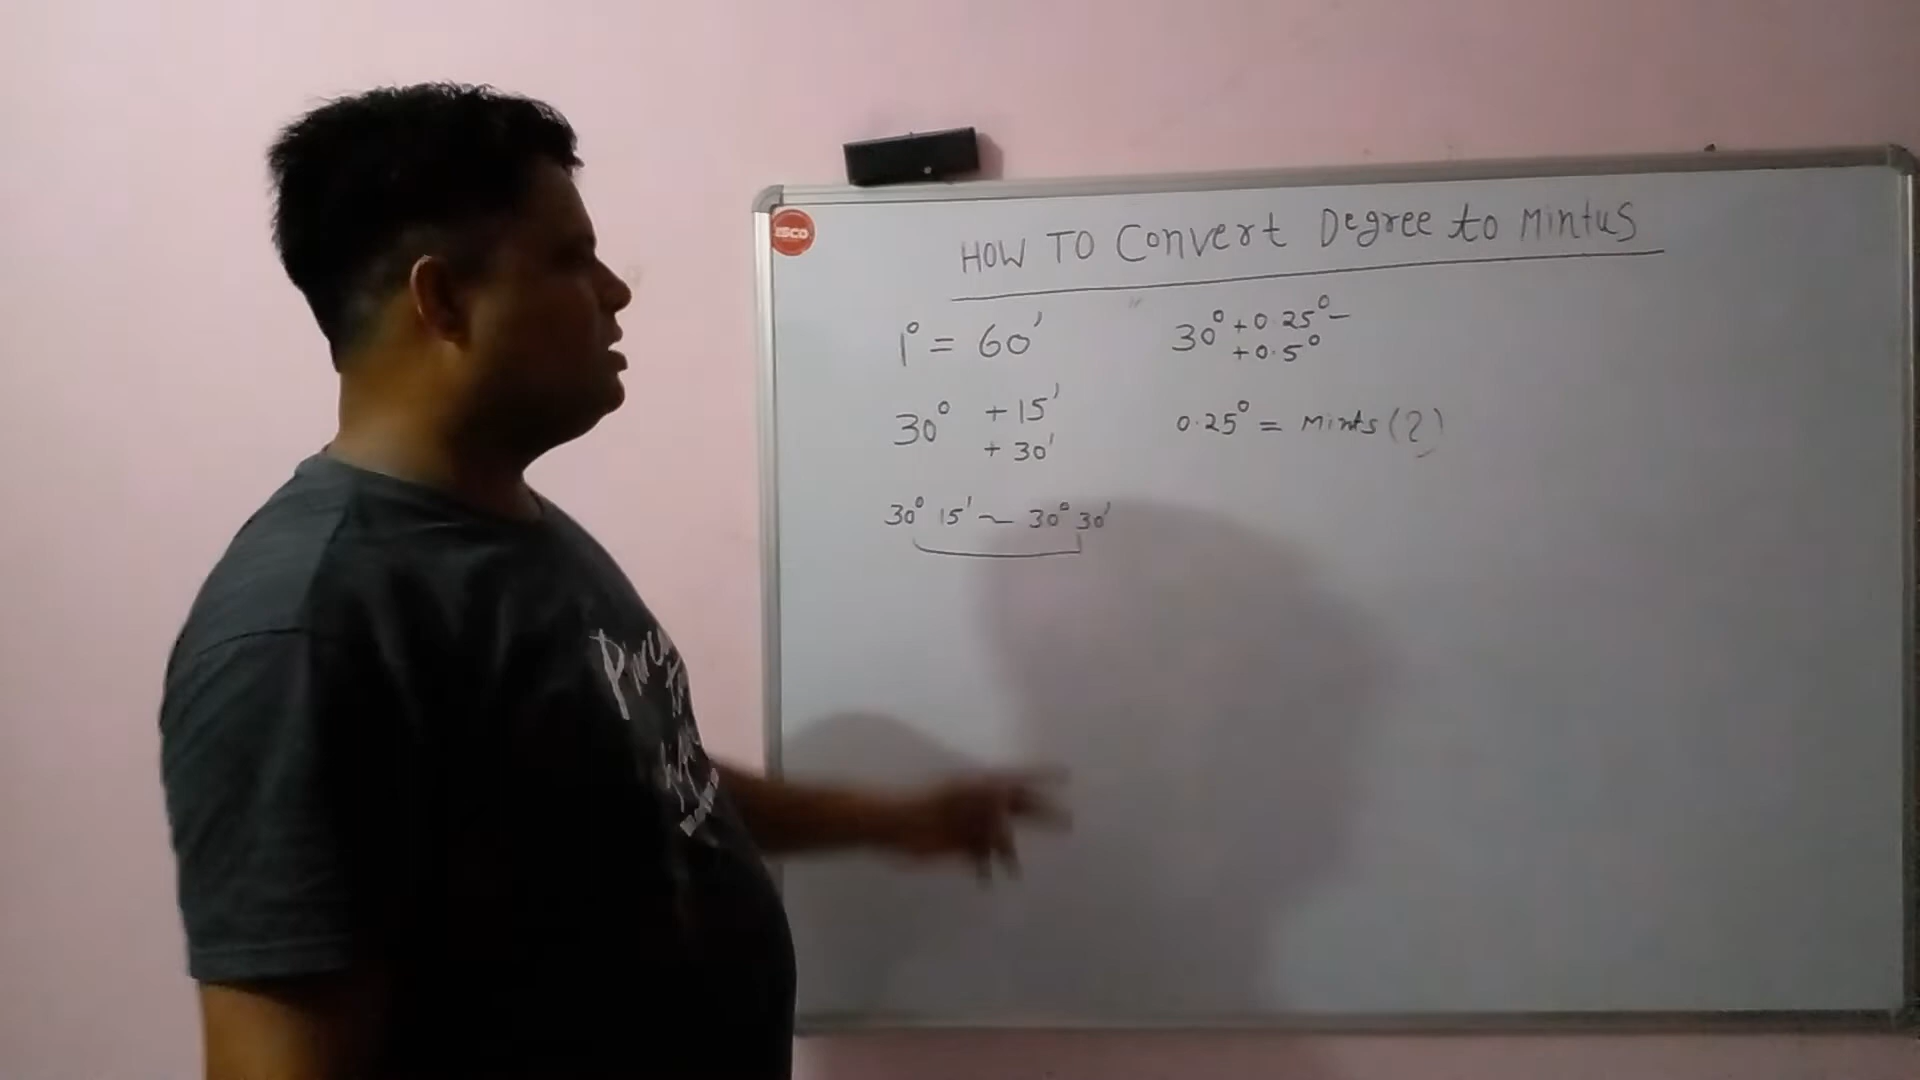 HOW TO Convert Degree to Mintus
ISCO
1° = 60'
30° +15'
+ 30'
30° 15' ~ 30° 30'
30° +0.25° -
+0.5°
0.25° = Mints (?)